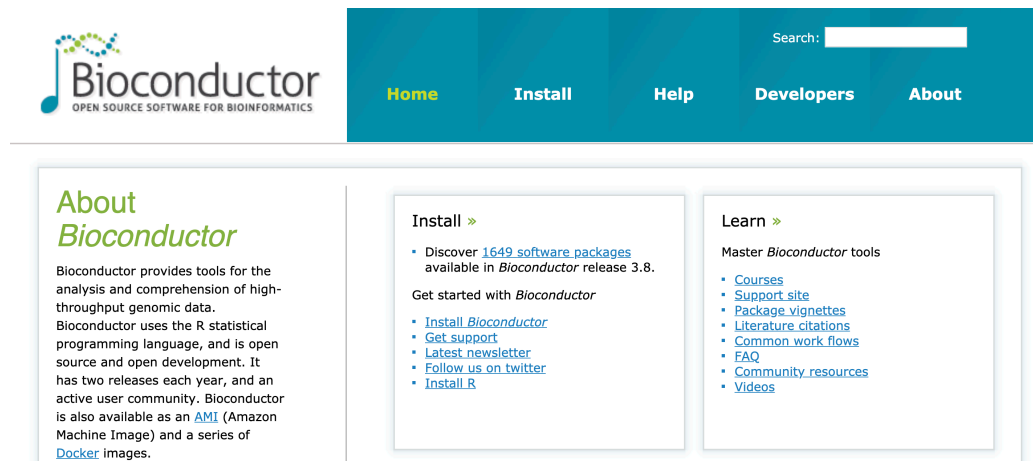 Bioconductor
OPEN SOURCE SOFTWARE FOR BIOINFORMATICS
Search:
Home
Install
Help
Developers
About
About
Bioconductor
Bioconductor provides tools for the
analysis and comprehension of high-
throughput genomic data.
Bioconductor uses the R statistical
programming language, and is open
source and open development. It
has two releases each year, and an
active user community. Bioconductor
is also available as an AMI (Amazon
Machine Image) and a series of
Docker images.
Install »
Discover 1649 software packages
available in Bioconductor release 3.8.
Get started with Bioconductor
Install Bioconductor
Get support
Latest newsletter
Follow us on twitter
Install R
Learn »
Master Bioconductor tools
Courses
Support site
Package vignettes
Literature citations
Common work flows
FAQ
Community resources
Videos